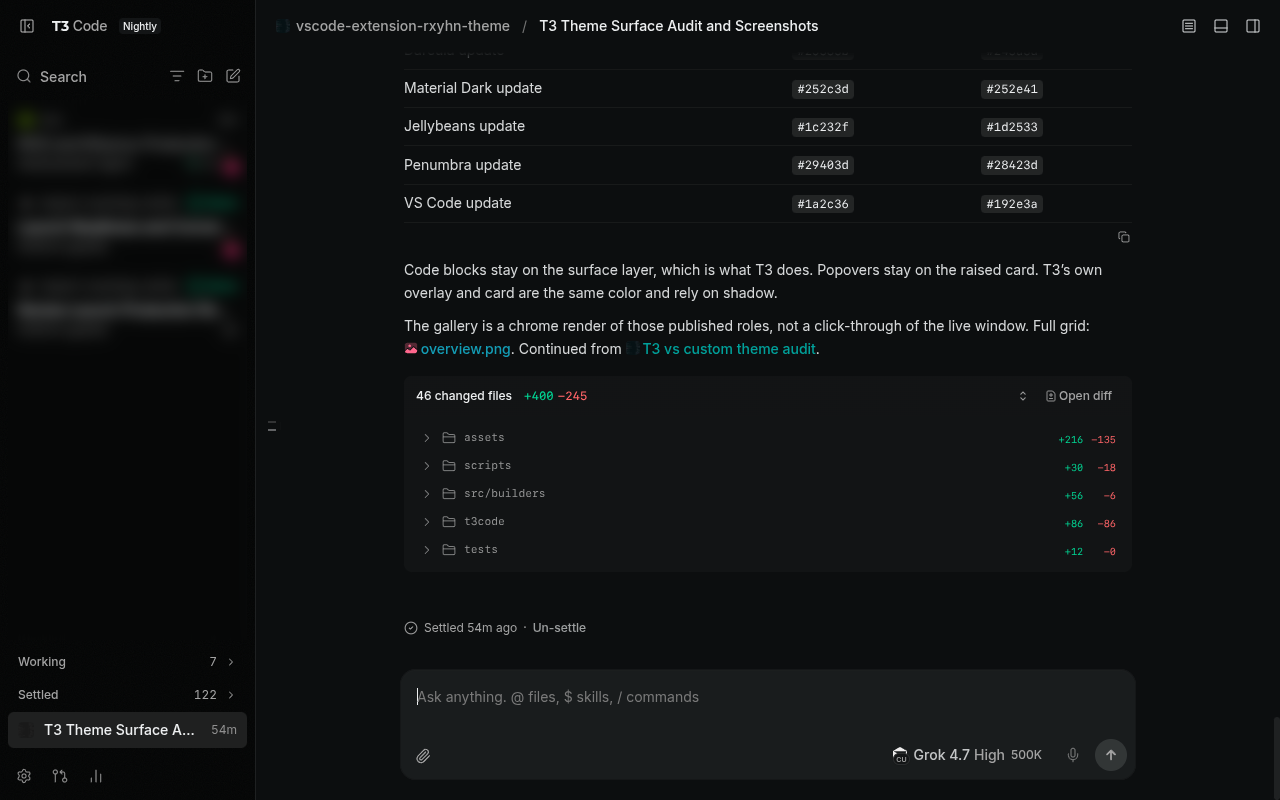 T3 Code Nightly
vscode-extension-rxyhn-theme / T3 Theme Surface Audit and Screenshots
Search
Material Dark update #252c3d #252e41
Jellybeans update #1c232f #1d2533
Penumbra update #29403d #28423d
VS Code update #1a2c36 #192e3a
Code blocks stay on the surface layer, which is what T3 does. Popovers stay on the raised card. T3’s own
overlay and card are the same color and rely on shadow.
The gallery is a chrome render of those published roles, not a click-through of the live window. Full grid:
overview.png. Continued from T3 vs custom theme audit.
46 changed files +400 −245 Open diff
assets +216 −135
scripts +30 −18
src/builders +56 −6
t3code +86 −86
tests +12 −0
Settled 54m ago · Un-settle
Working 7
Settled 122
T3 Theme Surface A... 54m
Ask anything. @ files, $ skills, / commands
CU Grok 4.7 High 500K